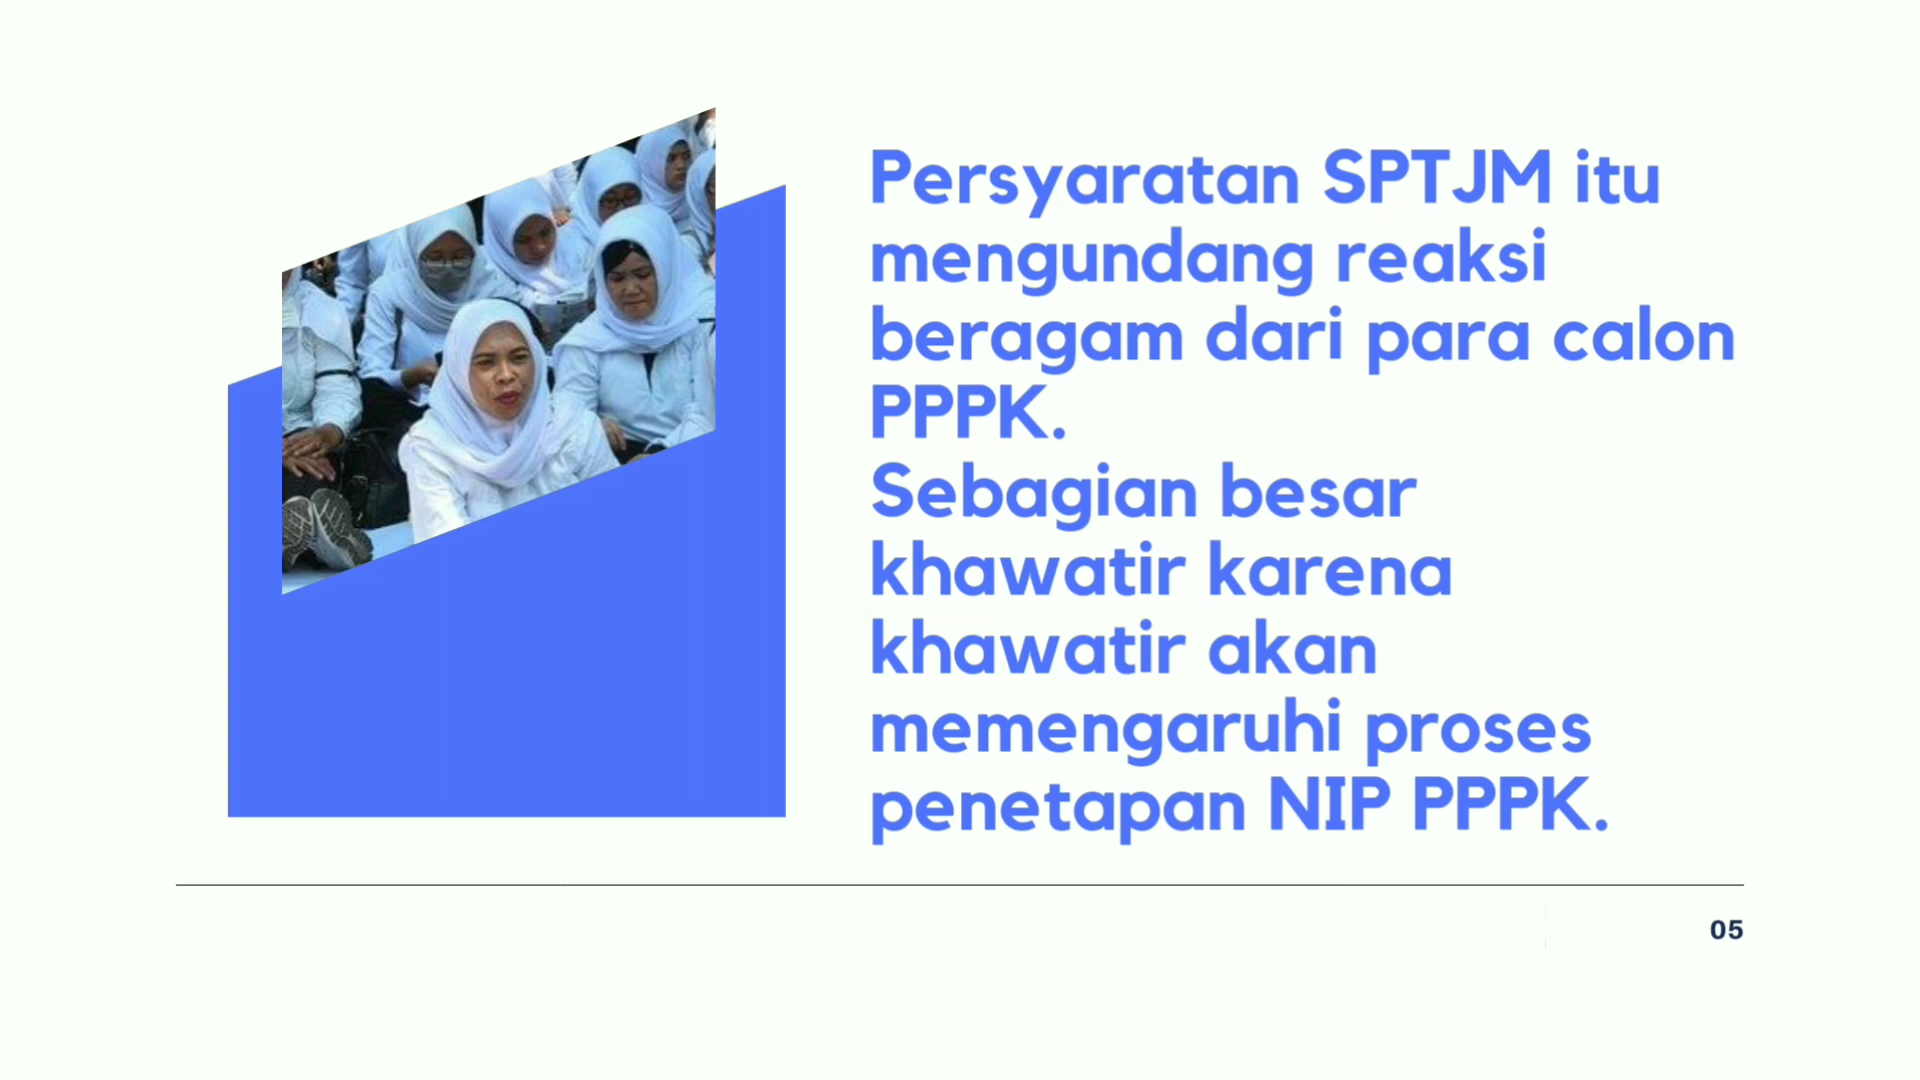 Persyaratan SPTJM itu
mengundang reaksi
beragam dari para calon
PPPK.
Sebagian besar
khawatir karena
khawatir akan
memengaruhi proses
penetapan NIP PPPK.
05